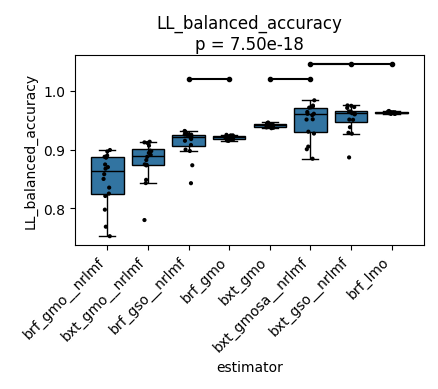 LL_balanced_accuracy
p = 7.50e-18
LL_balanced_accuracy
1.0
0.9
0.8
brf_gmo__nrlmf
bxt_gmo__nrlmf
brf_gso__nrlmf
brf_gmo
bxt_gmo
bxt_gmosa__nrlmf
bxt_gso__nrlmf
brf_lmo
estimator